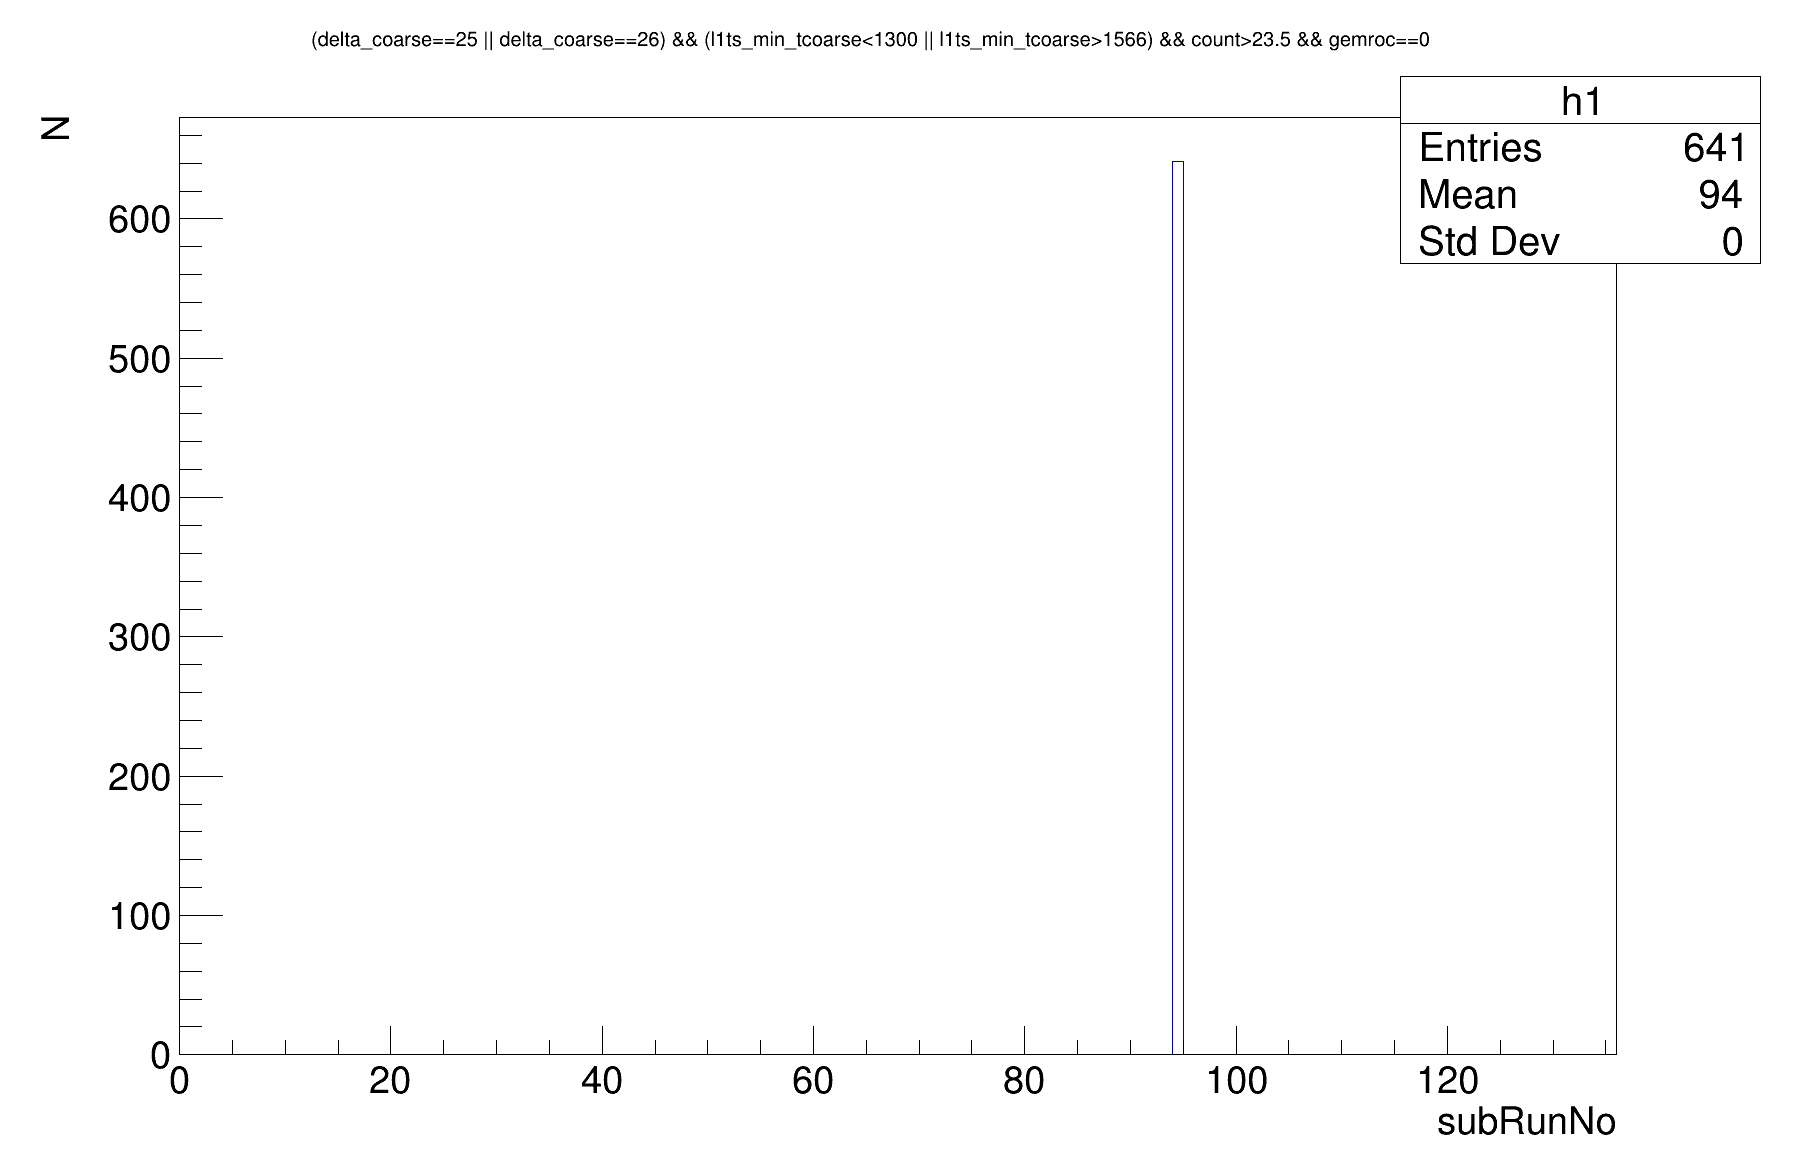 (delta_coarse==25 || delta_coarse==26) && (l1ts_min_tcoarse<1300 || l1ts_min_tcoarse>1566) && count>23.5 && gemroc==0
N
h1
Entries 641
Mean 94
Std Dev 0
600
500
400
300
200
100
0
0 20 40 60 80 100 120
subRunNo